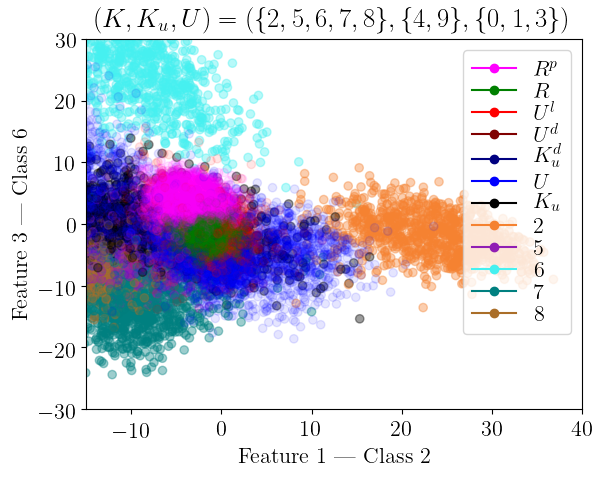 (K, K_u, U) = ({2, 5, 6, 7, 8}, {4, 9}, {0, 1, 3})
30
20
10
0
−10
−20
−30
Feature 3 — Class 6
R^p
R
U^l
U^d
K_u^d
U
K_u
2
5
6
7
8
−10
0
10
20
30
40
Feature 1 — Class 2